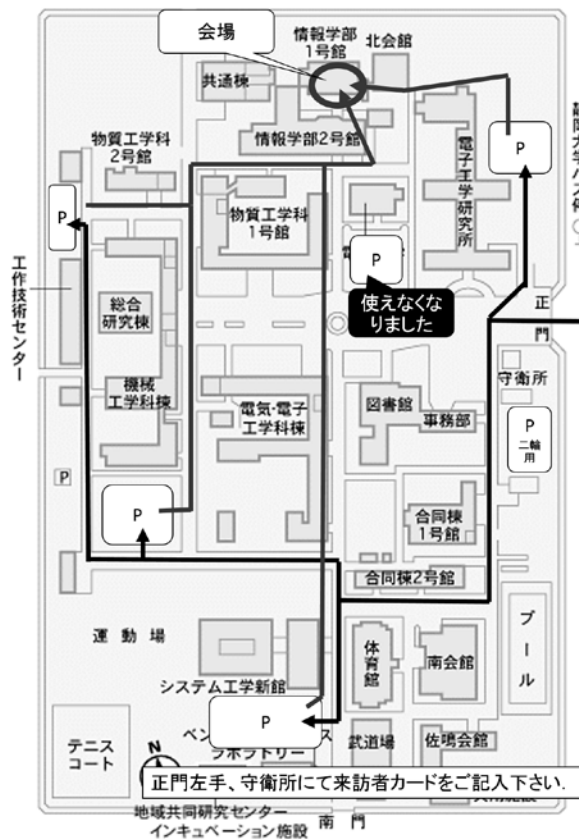 会場
情報学部
1号館
北会館
共通棟
情報学部2号館
物質工学科
2号館
P
電子工学研究所
P
物質工学科
1号館
P
使えなくな
りました
工作技術センター
総合
研究棟
正
門
守衛所
機械
工学科棟
電気・電子
工学科棟
図書館
事務部
P
二輪
用
P
P
合同棟
1号館
合同棟2号館
運動場
システム工学新館
体育館
南会館
プール
P
テニス
コート
N
ラボラトリー
武道場
佐鳴会館
正門左手、守衛所にて来訪者カードをご記入下さい.
地域共同研究センター
インキュベーション施設
南門